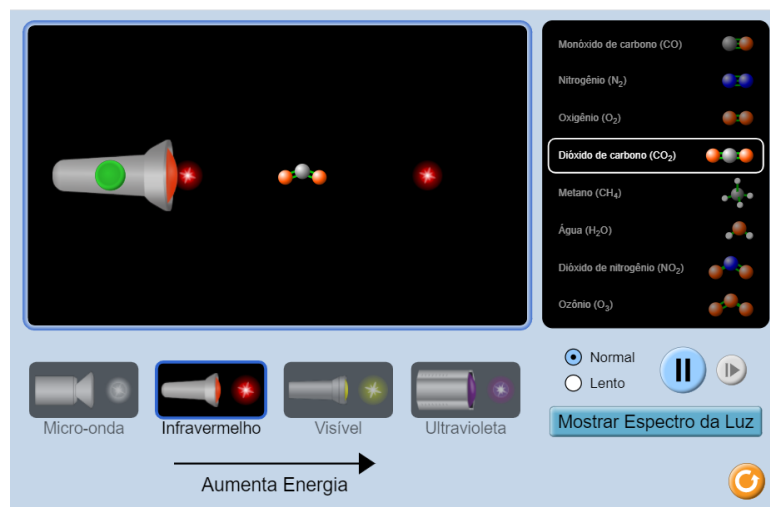 Monóxido de carbono (CO)
Nitrogênio (N₂)
Oxigênio (O₂)
Dióxido de carbono (CO₂)
Metano (CH₄)
Água (H₂O)
Dióxido de nitrogênio (NO₂)
Ozônio (O₃)
Normal
Lento
Mostrar Espectro da Luz
Micro-onda
Infravermelho
Visível
Ultravioleta
Aumenta Energia